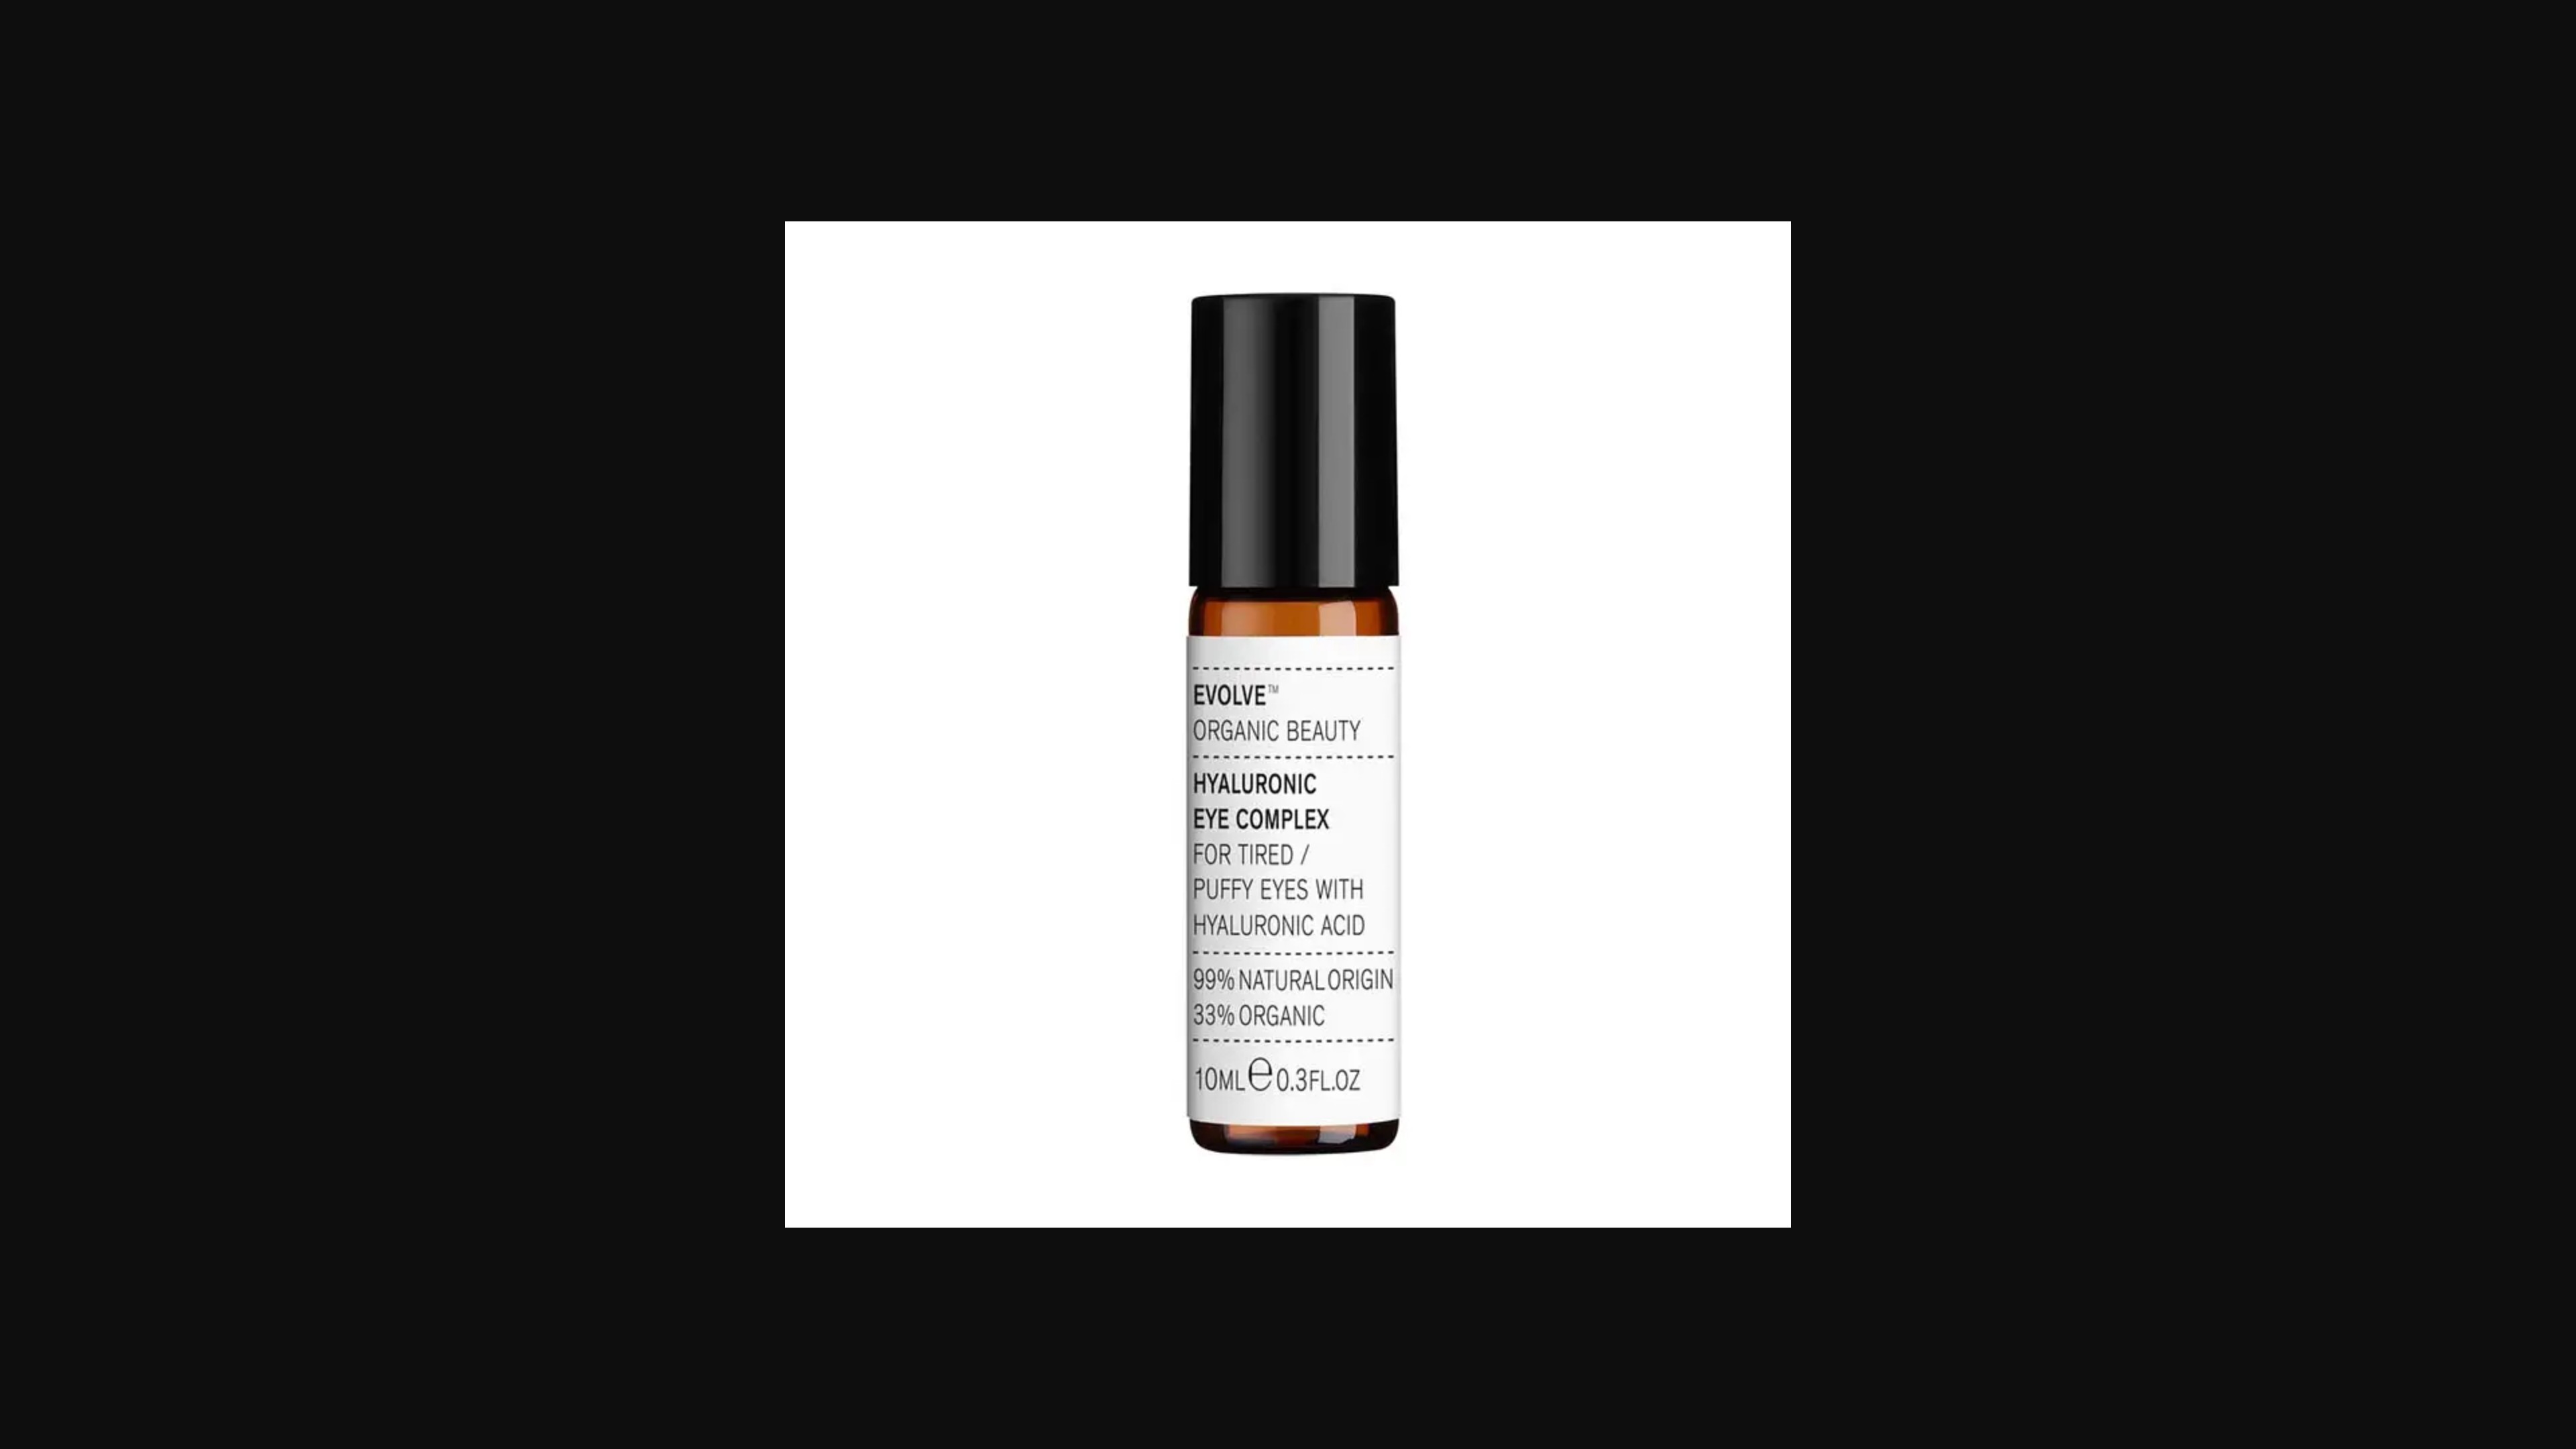 EVOLVE™
ORGANIC BEAUTY
HYALURONIC
EYE COMPLEX
FOR TIRED /
PUFFY EYES WITH
HYALURONIC ACID
99% NATURAL ORIGIN
33% ORGANIC
10ML ℮ 0.3FL.OZ